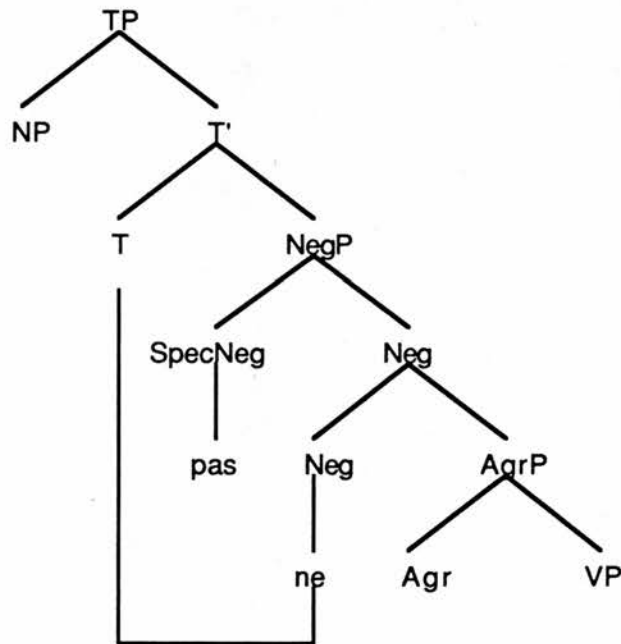 TP
NP T'
T NegP
SpecNeg Neg
pas Neg AgrP
ne Agr VP